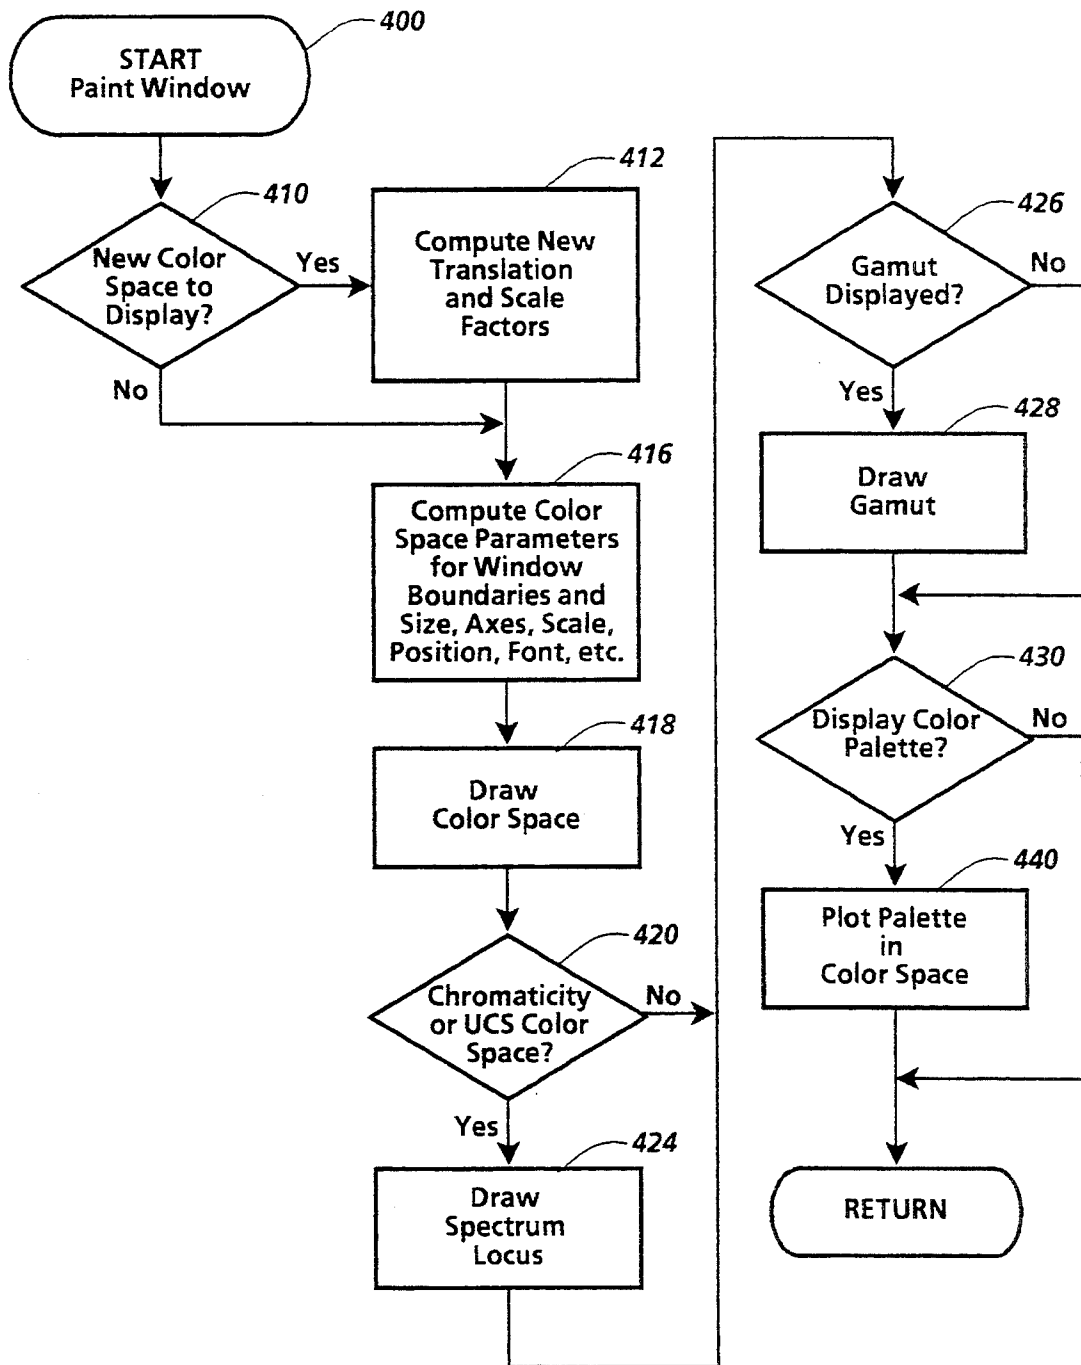 400
START
Paint Window
410
New Color
Space to
Display?
Yes
No
412
Compute New
Translation
and Scale
Factors
416
Compute Color
Space Parameters
for Window
Boundaries and
Size, Axes, Scale,
Position, Font, etc.
418
Draw
Color Space
420
Chromaticity
or UCS Color
Space?
No
Yes
424
Draw
Spectrum
Locus
426
Gamut
Displayed?
No
Yes
428
Draw
Gamut
430
Display Color
Palette?
No
Yes
440
Plot Palette
in
Color Space
RETURN